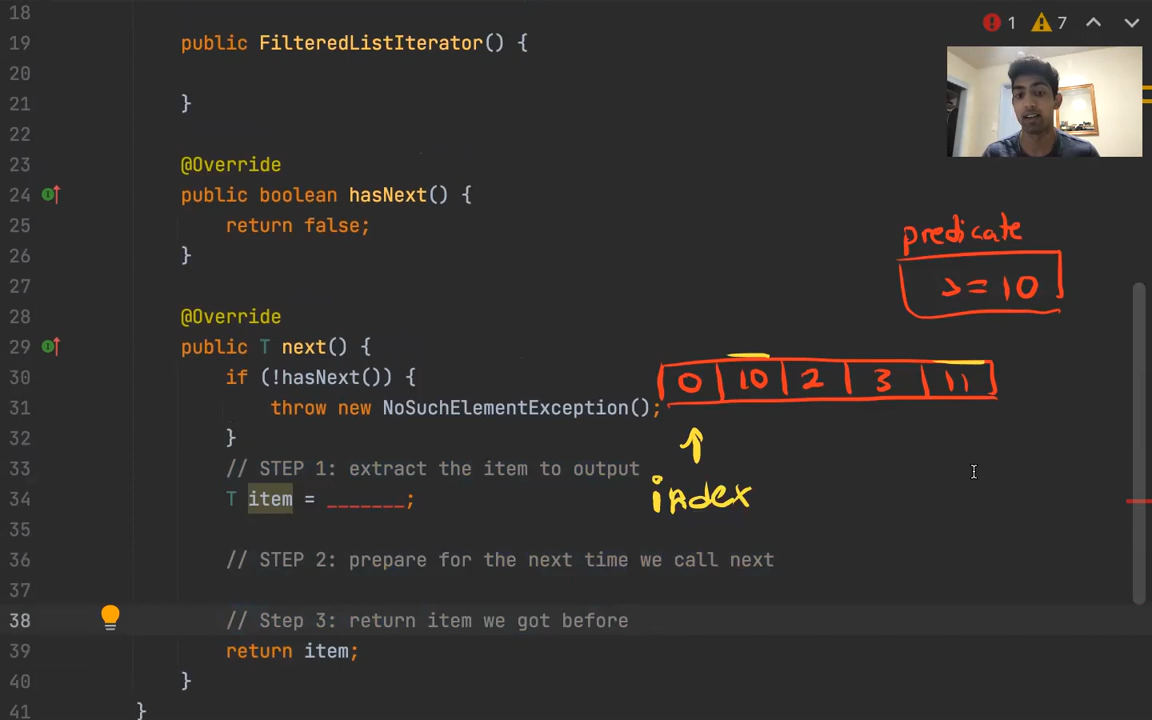 1 7
18
19 public FilteredListIterator() {
20
21 }
22
23 @Override
24 public boolean hasNext() {
25 return false;
26 }
predicate
>=10
27
28 @Override
29 public T next() {
30 if (!hasNext()) {
0 10 2 3 11
31 throw new NoSuchElementException();
32 }
33 // STEP 1: extract the item to output
34 T item = _______;
index
35
36 // STEP 2: prepare for the next time we call next
37
38 // Step 3: return item we got before
39 return item;
40 }
41 }